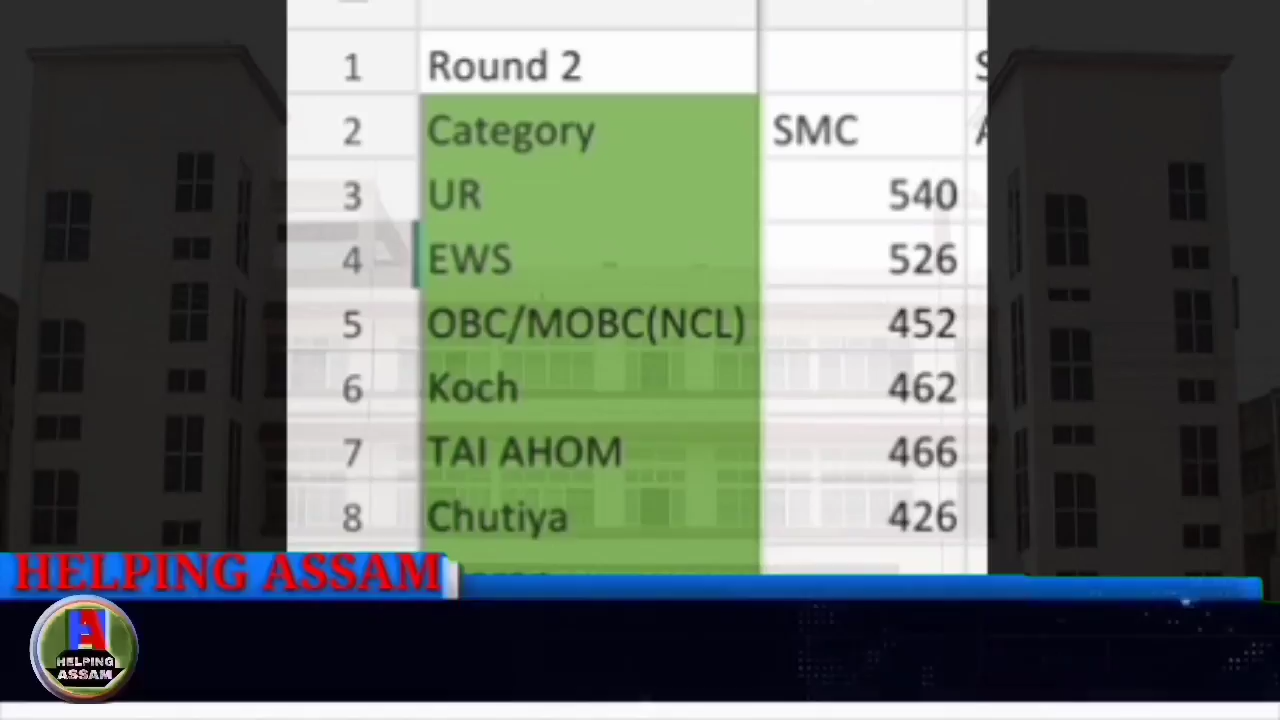 1 Round 2
2 Category SMC
3 UR 540
4 EWS 526
5 OBC/MOBC(NCL) 452
6 Koch 462
7 TAI AHOM 466
8 Chutiya 426
HELPING ASSAM
A
HELPING
ASSAM